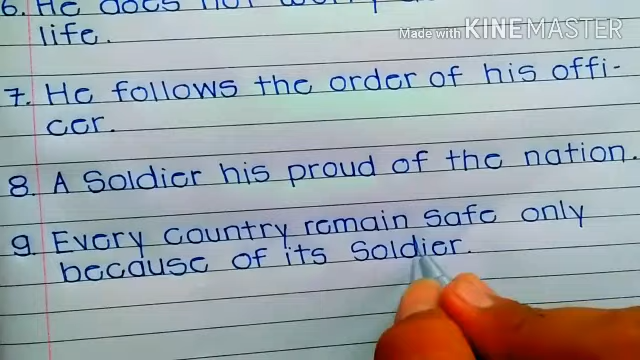 6. He does not worry
life.
Made with KINEMASTER
7. He follows the order of his offi-
cer.
8. A Soldier his proud of the nation.
9. Every country remain safe only
because of its Soldier.